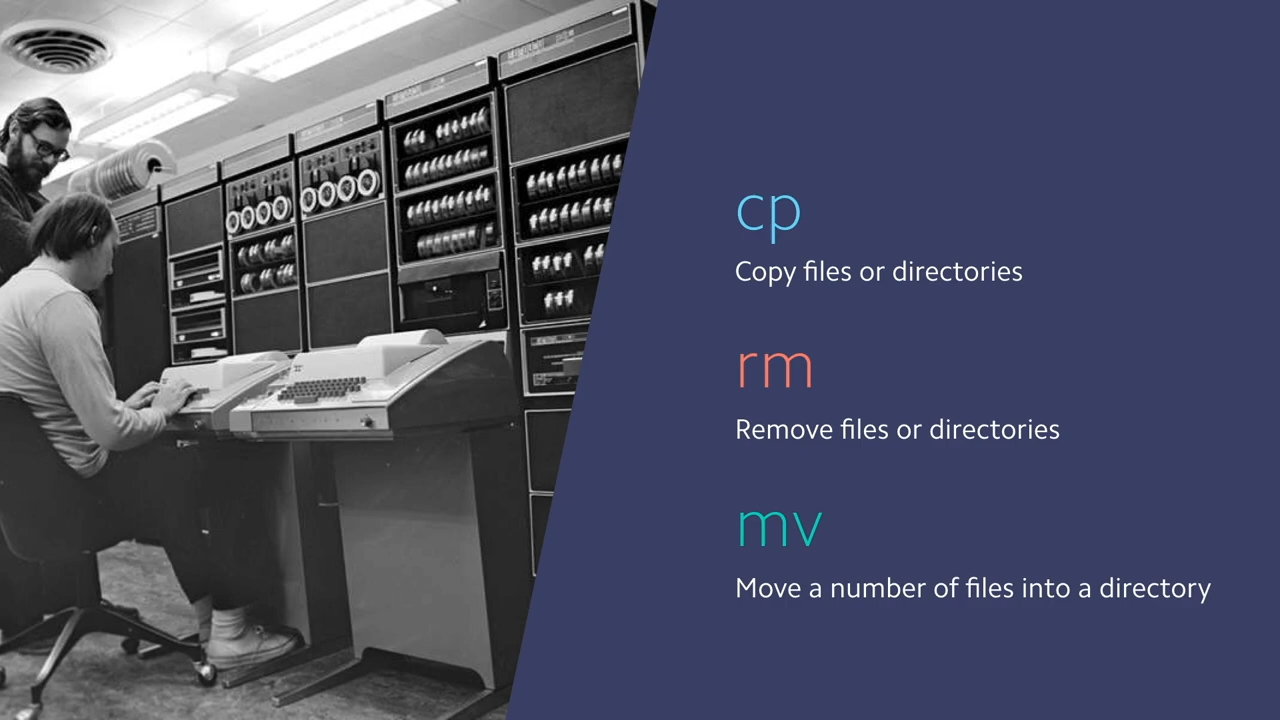 cp
Copy files or directories
rm
Remove files or directories
mv
Move a number of files into a directory